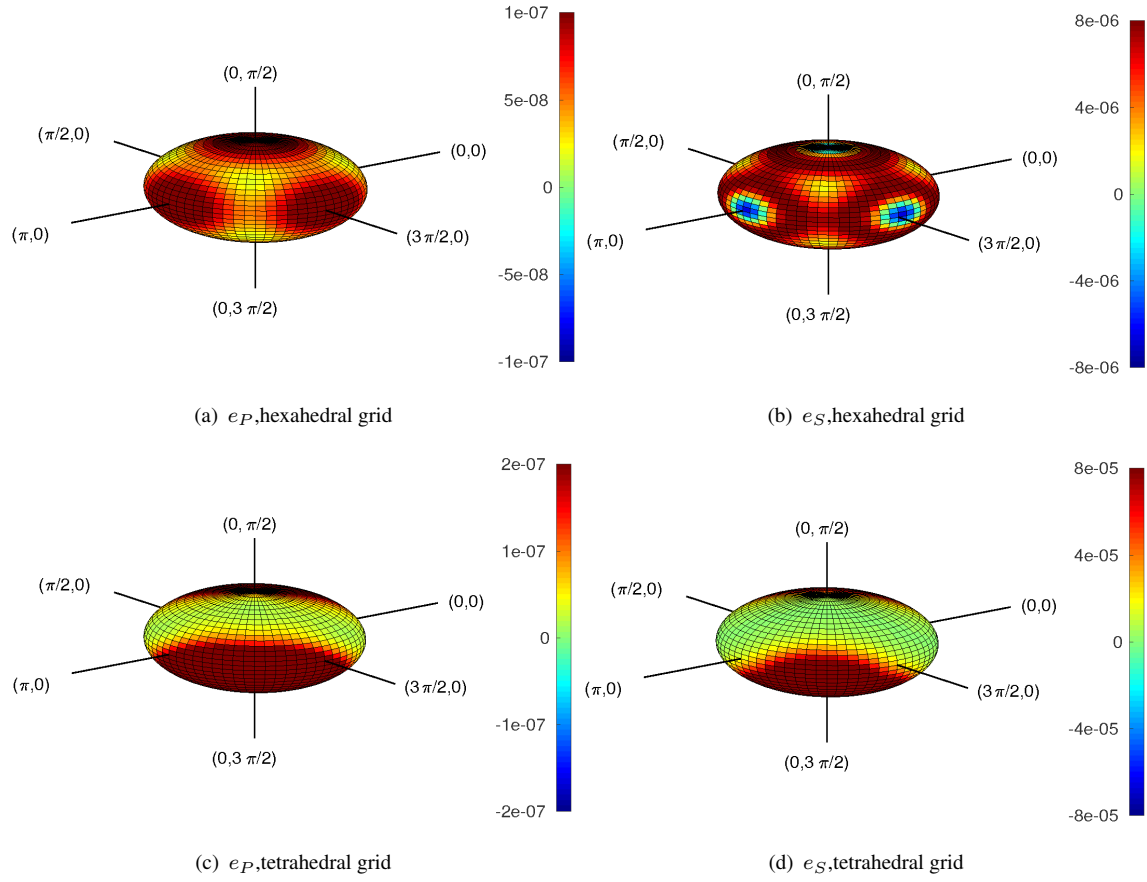 1e-07
5e-08
0
-5e-08
-1e-07
(0, π/2)
(π/2,0)
(0,0)
(π,0)
(3π/2,0)
(0,3 π/2)
(a) eP,hexahedral grid
8e-06
4e-06
0
-4e-06
-8e-06
(0, π/2)
(π/2,0)
(0,0)
(π,0)
(3π/2,0)
(0,3 π/2)
(b) eS,hexahedral grid
2e-07
1e-07
0
-1e-07
-2e-07
(0, π/2)
(π/2,0)
(0,0)
(π,0)
(3π/2,0)
(0,3 π/2)
(c) eP,tetrahedral grid
8e-05
4e-05
0
-4e-05
-8e-05
(0, π/2)
(π/2,0)
(0,0)
(π,0)
(3π/2,0)
(0,3 π/2)
(d) eS,tetrahedral grid